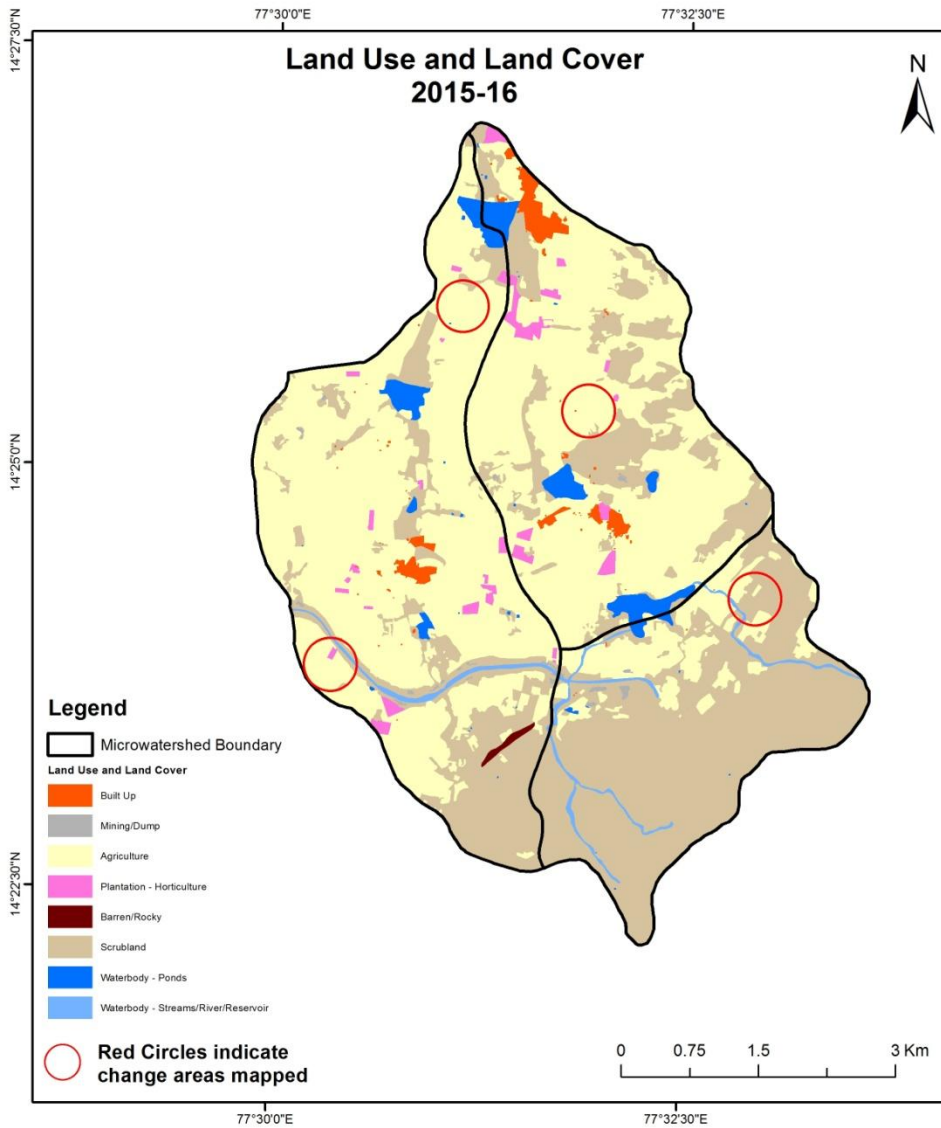 77°30'0"E
77°32'30"E
14°27'30"N
Land Use and Land Cover
2015-16
N
14°25'0"N
14°22'30"N
Legend
Microwatershed Boundary
Land Use and Land Cover
Built Up
Mining/Dump
Agriculture
Plantation - Horticulture
Barren/Rocky
Scrubland
Waterbody - Ponds
Waterbody - Streams/River/Reservoir
Red Circles indicate
change areas mapped
0 0.75 1.5 3 Km
77°30'0"E
77°32'30"E